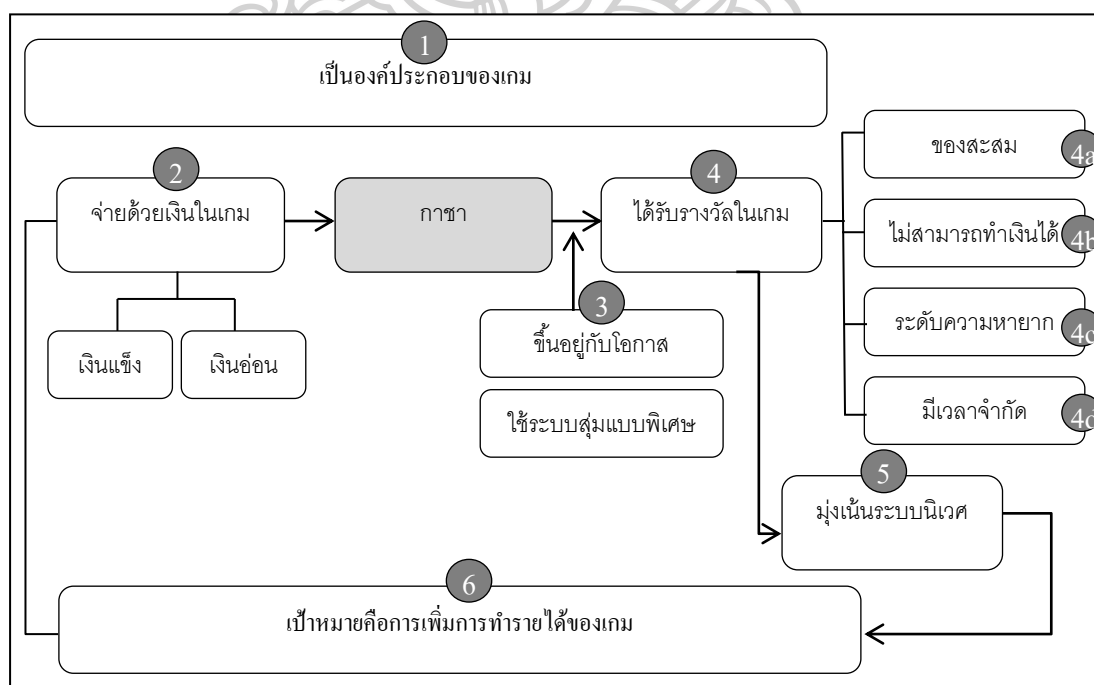 1
เป็นองค์ประกอบของเกม
2
จ่ายด้วยเงินในเกม
เงินแข็ง
เงินอ่อน
กาชา
3
ขึ้นอยู่กับโอกาส
ใช้ระบบสุ่มแบบพิเศษ
4
ได้รับรางวัลในเกม
ของสะสม
4a
ไม่สามารถทำเงินได้
4b
ระดับความหายาก
4c
มีเวลาจำกัด
4d
5
มุ่งเน้นระบบนิเวศ
6
เป้าหมายคือการเพิ่มการทำรายได้ของเกม